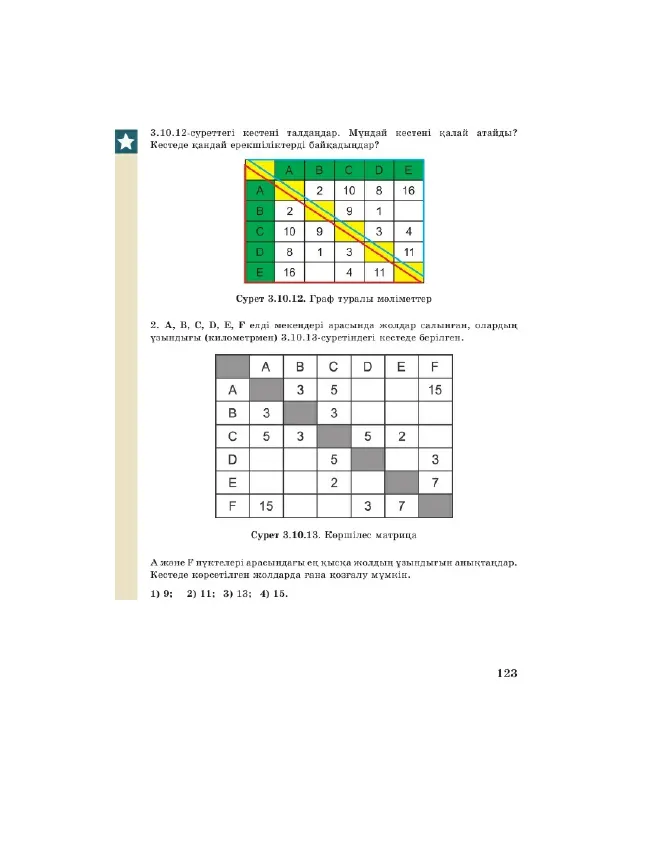 3.10.12-суреттегі кестені талдаңдар. Мұндай кестені қалай атайды?
Кестеде қандай ерекшіліктерді байқадыңдар?
A B C D E
A 2 10 8 16
B 2 9 1
C 10 9 3 4
D 8 1 3 11
E 16 4 11
Сурет 3.10.12. Граф туралы мәліметтер
2. A, B, C, D, E, F елді мекендері арасында жолдар салынған, олардың
ұзындығы (километрмен) 3.10.13-суретіндегі кестеде берілген.
A B C D E F
A 3 5 15
B 3 3
C 5 3 5 2
D 5 3
E 2 7
F 15 3 7
Сурет 3.10.13. Көршілес матрица
А және F нүктелері арасындағы ең қысқа жолдың ұзындығын анықтаңдар.
Кестеде көрсетілген жолдарда ғана қозғалу мүмкін.
1) 9; 2) 11; 3) 13; 4) 15.
123